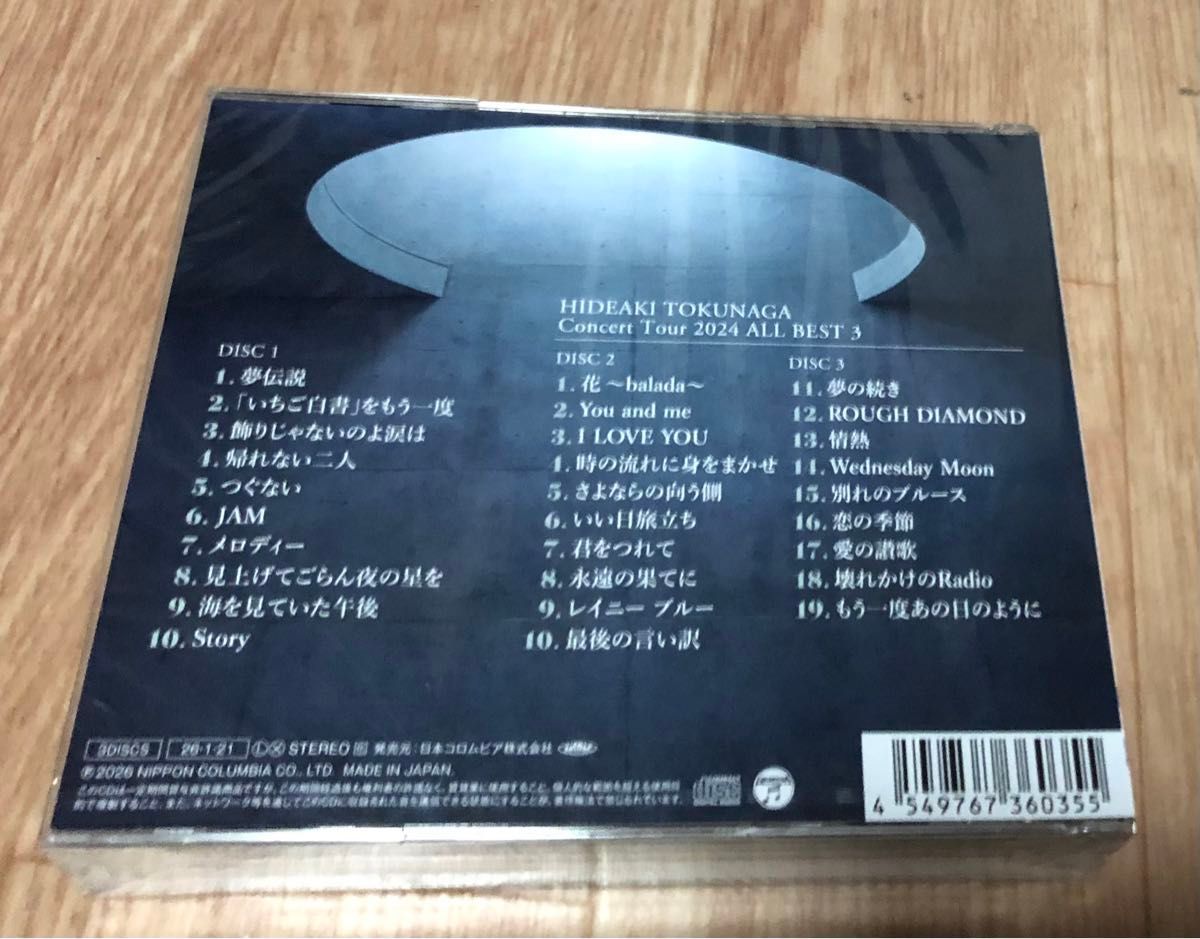 HIDEAKI TOKUNAGA
Concert Tour 2024 ALL BEST 3
DISC 1
1. 夢伝説
2. 「いちご白書」をもう一度
3. 飾りじゃないのよ涙は
4. 帰れない二人
5. つぐない
6. JAM
7. メロディー
8. 見上げてごらん夜の星を
9. 海を見ていた午後
10. Story
DISC 2
1. 花 ～balada～
2. You and me
3. I LOVE YOU
4. 時の流れに身をまかせ
5. さよならの向う側
6. いい日旅立ち
7. 君をつれて
8. 永遠の果てに
9. レイニー ブルー
10. 最後の言い訳
DISC 3
11. 夢の続き
12. ROUGH DIAMOND
13. 情熱
14. Wednesday Moon
15. 別れのブルース
16. 恋の季節
17. 愛の讃歌
18. 壊れかけのRadio
19. もう一度あの日のように
3DISCS 26・1・21 STEREO 発売元：日本コロムビア株式会社
Ⓟ2026 NIPPON COLUMBIA CO., LTD. MADE IN JAPAN.
4 549767 360355